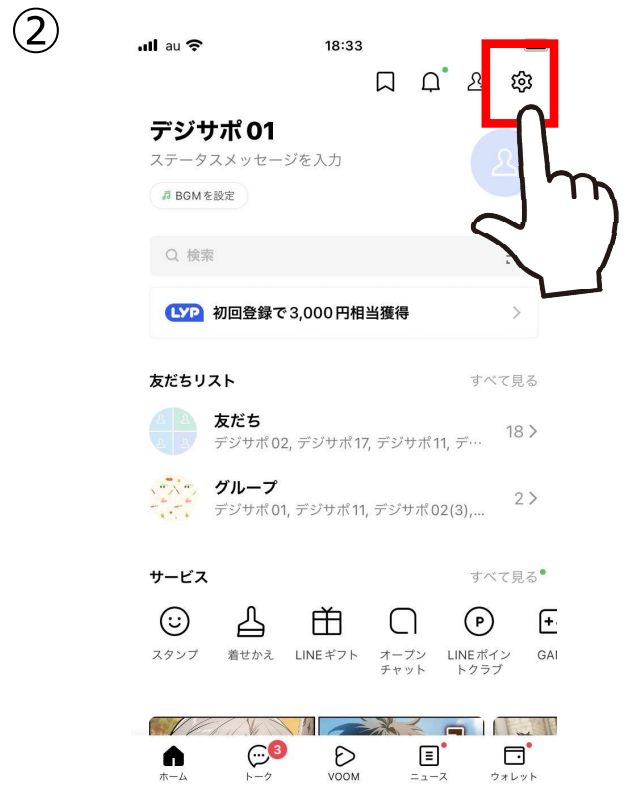 ②
au 18:33
デジサポ01
ステータスメッセージを入力
BGMを設定
検索
LYP 初回登録で3,000円相当獲得
友だちリスト すべて見る
友だち
デジサポ02, デジサポ17, デジサポ11, デ… 18
グループ
デジサポ01, デジサポ11, デジサポ02(3),... 2
サービス すべて見る
P
スタンプ 着せかえ LINEギフト オープン LINEポイン GAI
チャット トクラブ
3
ホーム トーク VOOM ニュース ウォレット